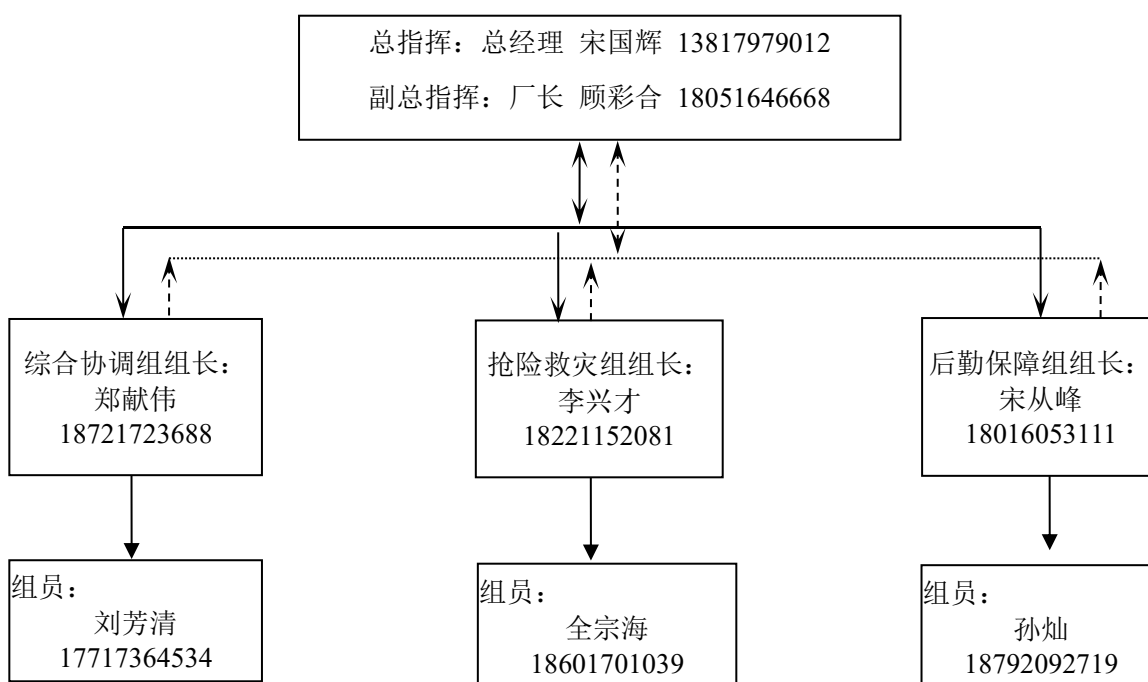 总指挥：总经理 宋国辉 13817979012
副总指挥：厂长 顾彩合 18051646668
综合协调组组长：
郑献伟
18721723688
抢险救灾组组长：
李兴才
18221152081
后勤保障组组长：
宋从峰
18016053111
组员：
刘芳清
17717364534
组员：
全宗海
18601701039
组员：
孙灿
18792092719